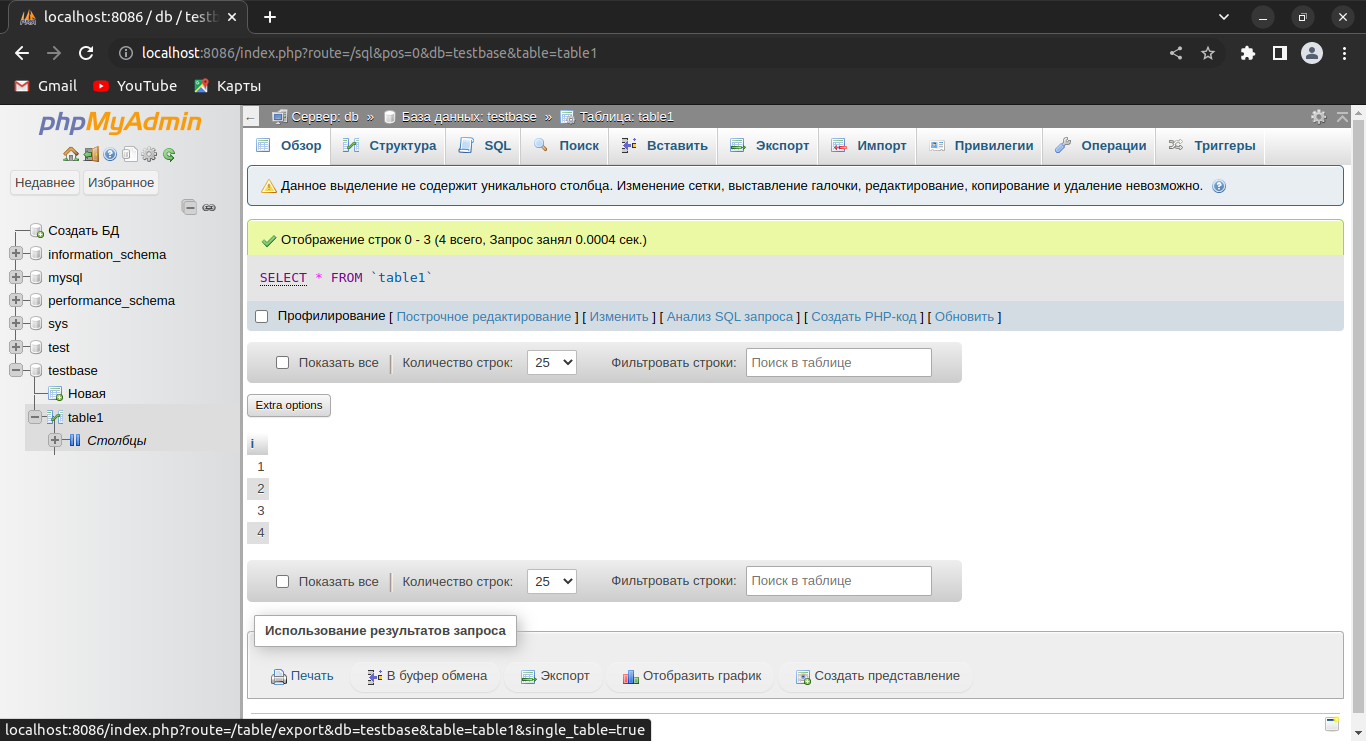 localhost:8086 / db / testb
localhost:8086/index.php?route=/sql&pos=0&db=testbase&table=table1
Gmail YouTube Карты
phpMyAdmin
Недавнее Избранное
Создать БД
information_schema
mysql
performance_schema
sys
test
testbase
Новая
table1
Столбцы
← Сервер: db » База данных: testbase » Таблица: table1
Обзор Структура SQL Поиск Вставить Экспорт Импорт Привилегии Операции Триггеры
Данное выделение не содержит уникального столбца. Изменение сетки, выставление галочки, редактирование, копирование и удаление невозможно.
Отображение строк 0 - 3 (4 всего, Запрос занял 0.0004 сек.)
SELECT * FROM `table1`
Профилирование [ Построчное редактирование ] [ Изменить ] [ Анализ SQL запроса ] [ Создать PHP-код ] [ Обновить ]
Показать все Количество строк: 25 Фильтровать строки: Поиск в таблице
Extra options
i
1
2
3
4
Показать все Количество строк: 25 Фильтровать строки: Поиск в таблице
Использование результатов запроса
Печать В буфер обмена Экспорт Отобразить график Создать представление
localhost:8086/index.php?route=/table/export&db=testbase&table=table1&single_table=true